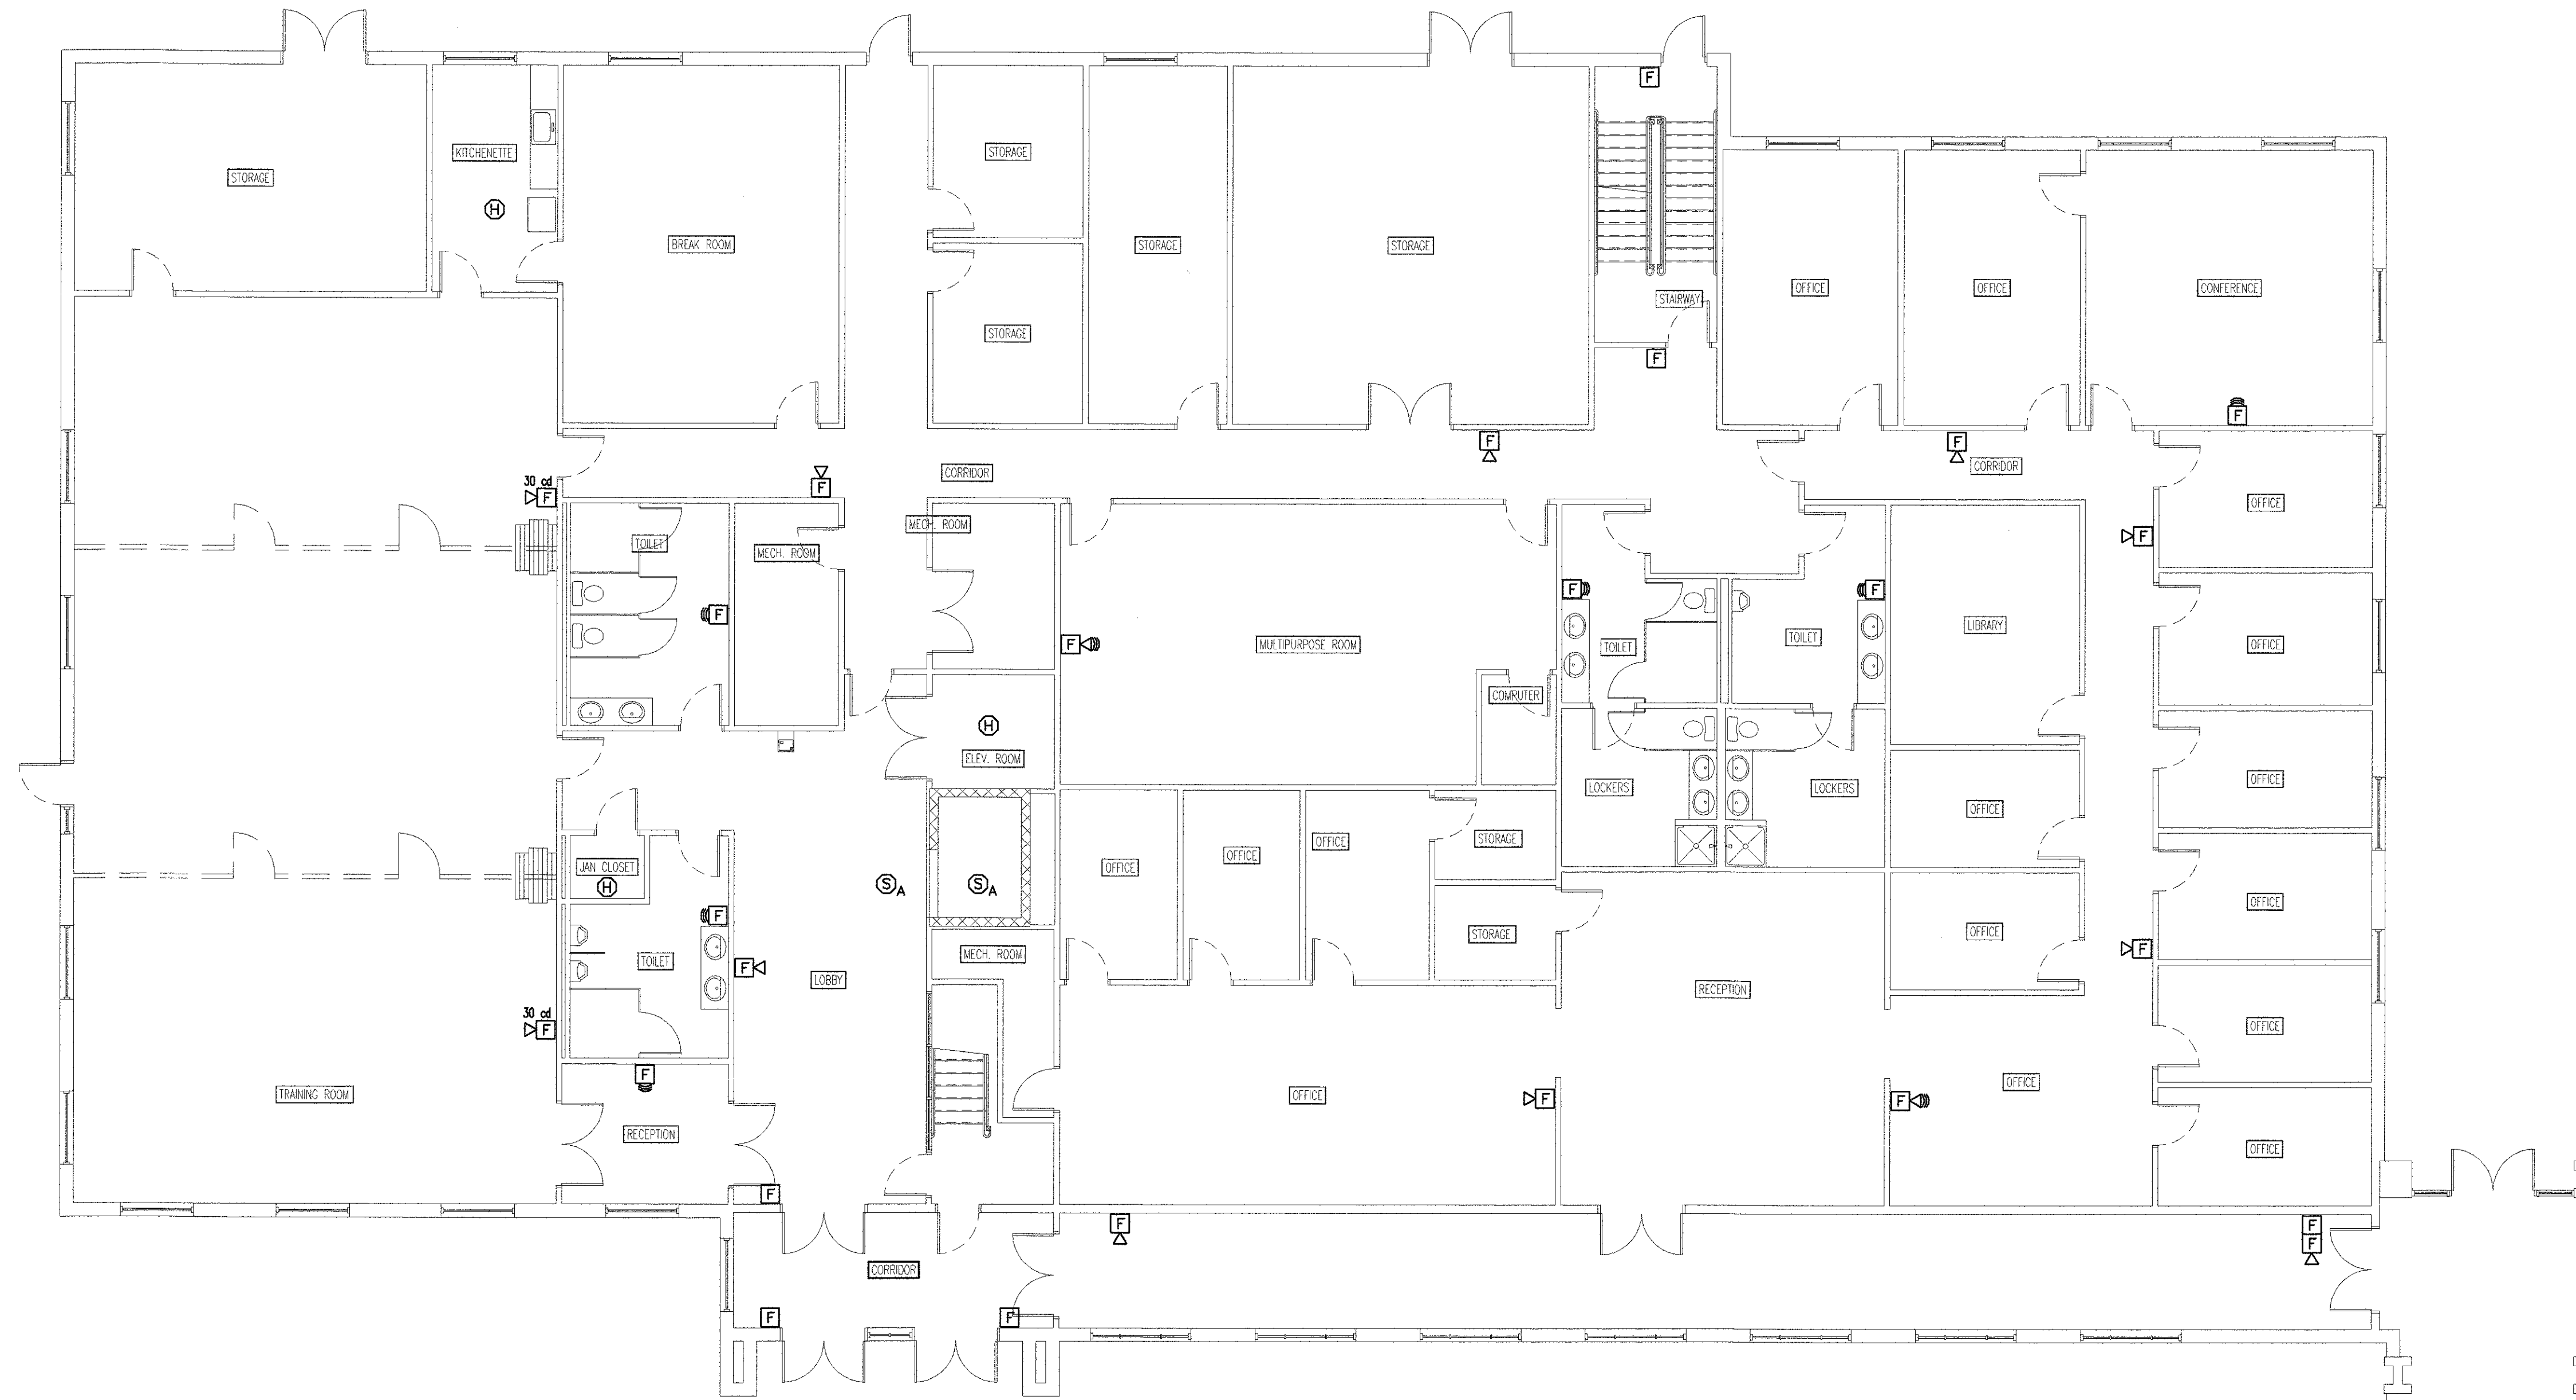 F
KITCHENETTE
STORAGE
STORAGE
H
BREAK ROOM
STORAGE
STORAGE
OFFICE
OFFICE
CONFERENCE
STAIRWAY
STORAGE
F
F
F
F
CORRIDOR
CORRIDOR
30 cd
F
F
OFFICE
MECH. ROOM
TOILET
MECH. ROOM
F
F
F
F
LIBRARY
TOILET
F
MULTIPURPOSE ROOM
TOILET
OFFICE
COMRUTER
H
ELEV. ROOM
OFFICE
LOCKERS
LOCKERS
OFFICE
STORAGE
OFFICE
OFFICE
OFFICE
JAN CLOSET
H
SA
SA
OFFICE
F
STORAGE
OFFICE
F
MECH. ROOM
TOILET
F
LOBBY
RECEPTION
30 cd
F
OFFICE
F
TRAINING ROOM
OFFICE
OFFICE
F
F
RECEPTION
OFFICE
F
F
F
F
CORRIDOR
F
F